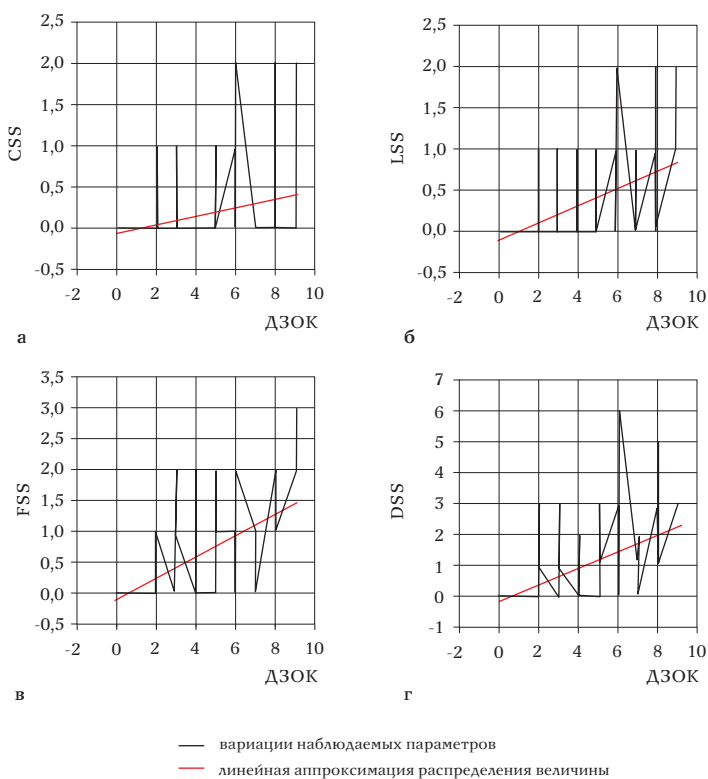 2,5
2,0
1,5
1,0
0,5
0,0
-0,5
CSS
-2 0 2 4 6 8 10
ДЗОК
а
2,5
2,0
1,5
1,0
0,5
0,0
-0,5
LSS
-2 0 2 4 6 8 10
ДЗОК
б
3,5
3,0
2,5
2,0
1,5
1,0
0,5
0,0
-0,5
FSS
-2 0 2 4 6 8 10
ДЗОК
в
7
6
5
4
3
2
1
0
-1
DSS
-2 0 2 4 6 8 10
ДЗОК
г
вариации наблюдаемых параметров
линейная аппроксимация распределения величины